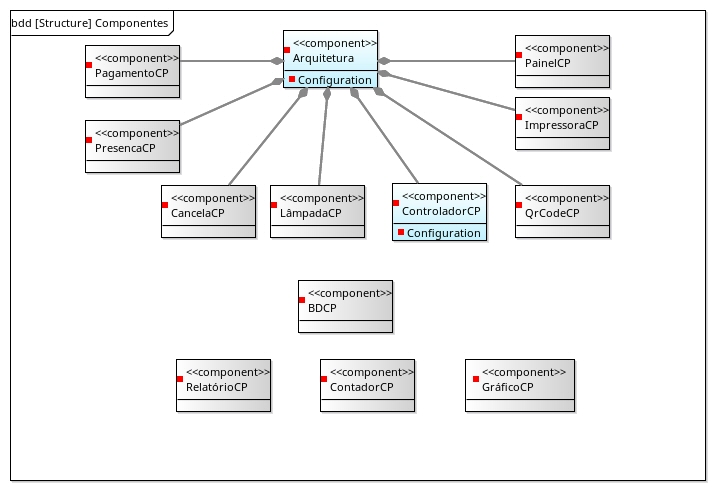 bdd [Structure] Componentes
<<component>>
Arquitetura
Configuration
<<component>>
PagamentoCP
<<component>>
PainelCP
<<component>>
ImpressoraCP
<<component>>
PresencaCP
<<component>>
CancelaCP
<<component>>
LâmpadaCP
<<component>>
ControladorCP
Configuration
<<component>>
QrCodeCP
<<component>>
BDCP
<<component>>
RelatórioCP
<<component>>
ContadorCP
<<component>>
GráficoCP